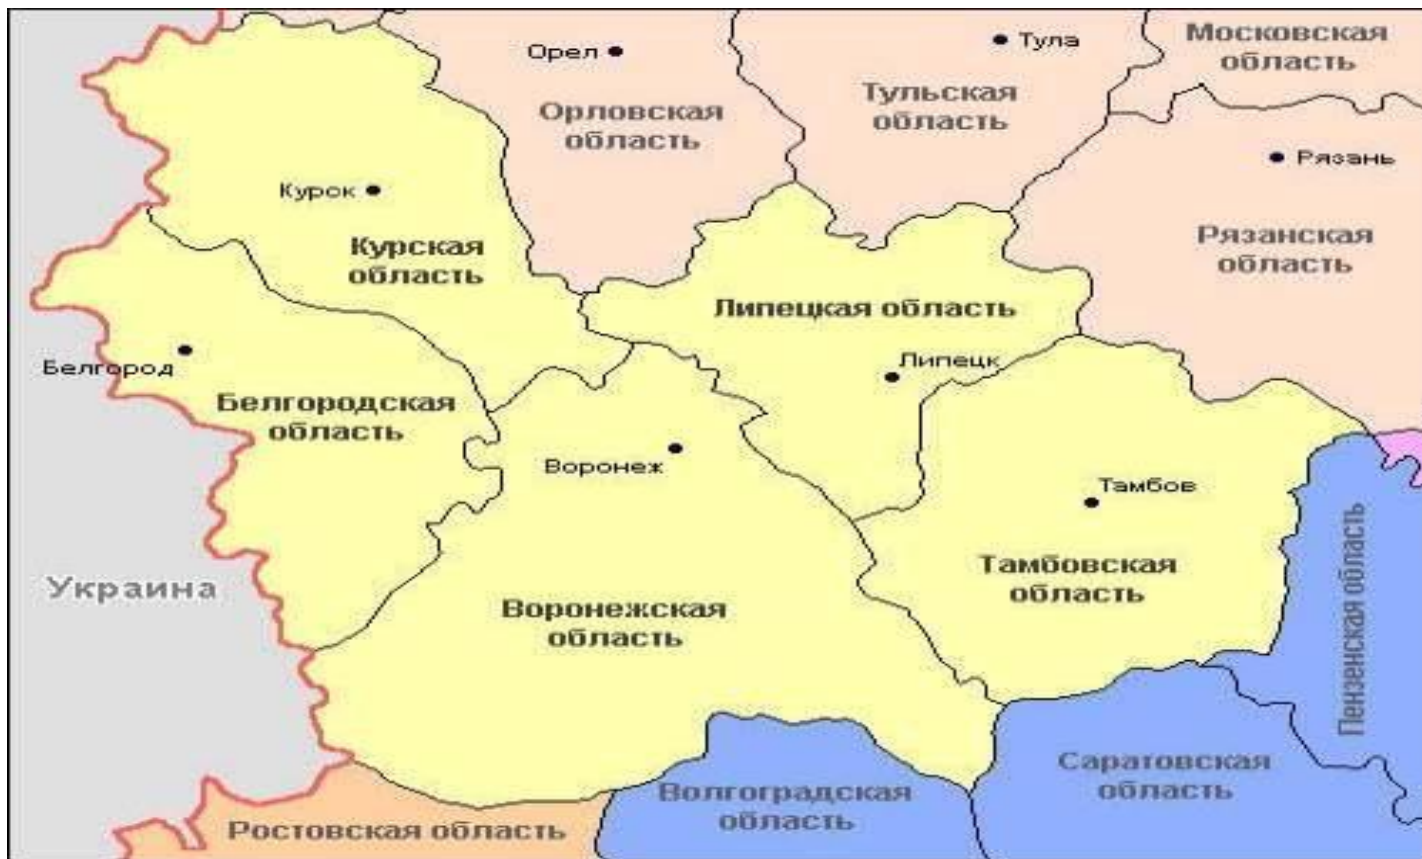 Московская
область
Орел
Тула
Тульская
область
Орловская
область
Рязань
Курок
Рязанская
область
Курская
область
Липецкая область
Белгород
Липецк
Белгородская
область
Воронеж
Тамбов
Украина
Тамбовская
область
Воронежская
область
Пензенская область
Саратовская
область
Волгоградская
область
Ростовская область